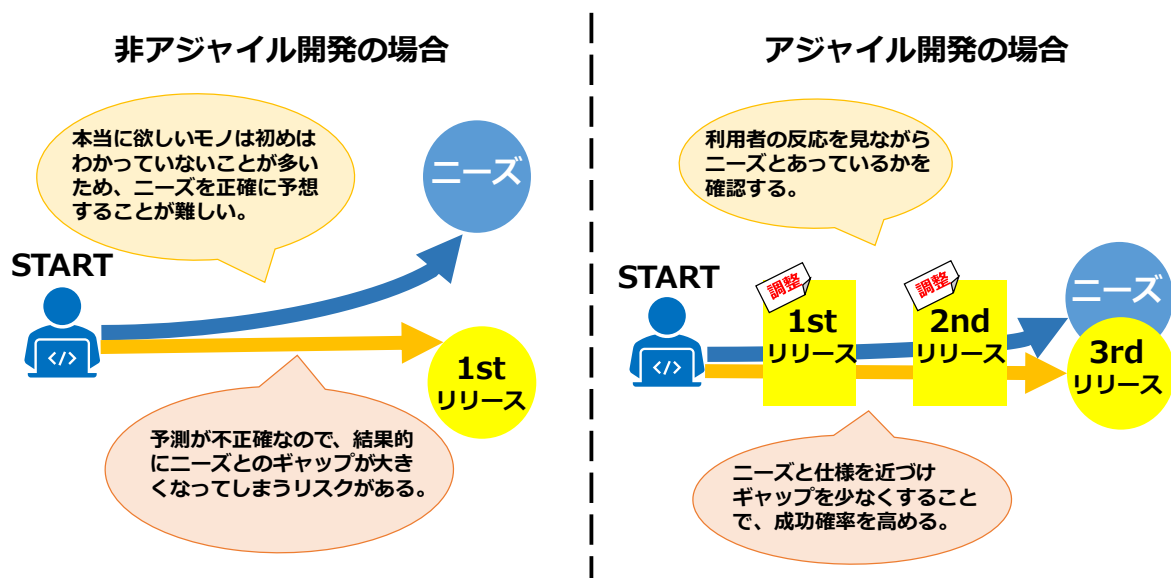 非アジャイル開発の場合
本当に欲しいモノは初めは
わかっていないことが多い
ため、ニーズを正確に予想
することが難しい。
ニーズ
START
</>
1st
リリース
予測が不正確なので、結果的
にニーズとのギャップが大き
くなってしまうリスクがある。
アジャイル開発の場合
利用者の反応を見ながら
ニーズとあっているかを
確認する。
START
</>
調整
1st
リリース
調整
2nd
リリース
ニーズ
3rd
リリース
ニーズと仕様を近づけ
ギャップを少なくすること
で、成功確率を高める。